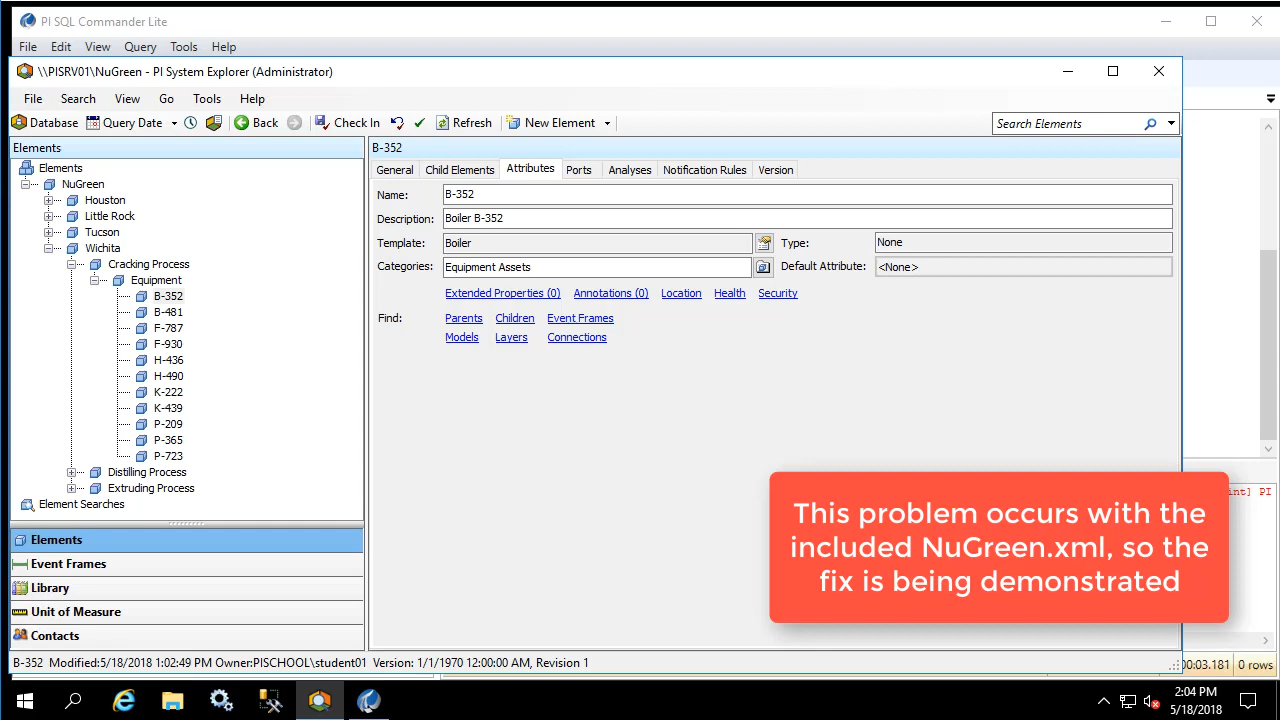 PI SQL Commander Lite
File Edit View Query Tools Help
\\PISRV01\NuGreen - PI System Explorer (Administrator)
File Search View Go Tools Help
Database Query Date Back Check In Refresh New Element Search Elements
Elements
Elements
NuGreen
Houston
Little Rock
Tucson
Wichita
Cracking Process
Equipment
B-352
B-481
F-787
F-930
H-436
H-490
K-222
K-439
P-209
P-365
P-723
Distilling Process
Extruding Process
Element Searches
Elements
Event Frames
Library
Unit of Measure
Contacts
B-352
General Child Elements Attributes Ports Analyses Notification Rules Version
Name: B-352
Description: Boiler B-352
Template: Boiler Type: None
Categories: Equipment Assets Default Attribute: <None>
Extended Properties (0) Annotations (0) Location Health Security
Find: Parents Children Event Frames
Models Layers Connections
int] PI
This problem occurs with the
included NuGreen.xml, so the
fix is being demonstrated
B-352 Modified:5/18/2018 1:02:49 PM Owner:PISCHOOL\student01 Version: 1/1/1970 12:00:00 AM, Revision 1
00:03.181 0 rows
2:04 PM
5/18/2018